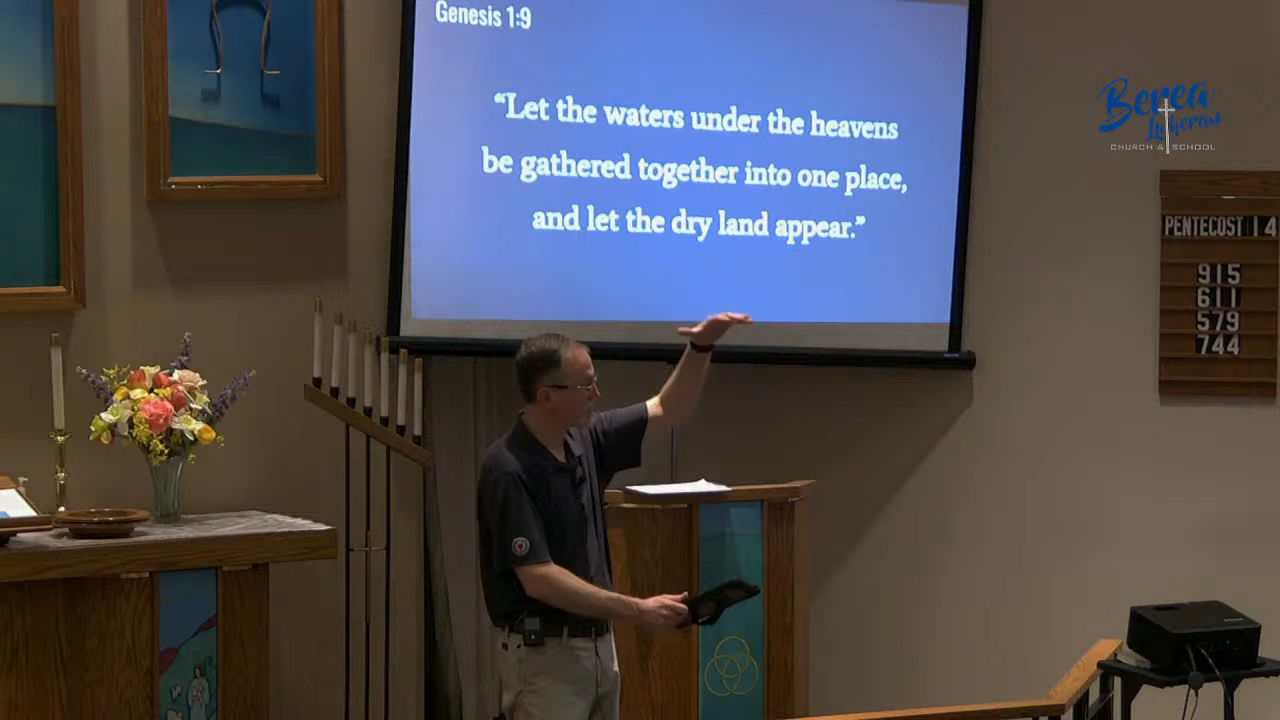 Genesis 1:9
“Let the waters under the heavens
be gathered together into one place,
and let the dry land appear.”
Berea
Lutheran
CHURCH & SCHOOL
PENTECOST 14
915
611
579
744